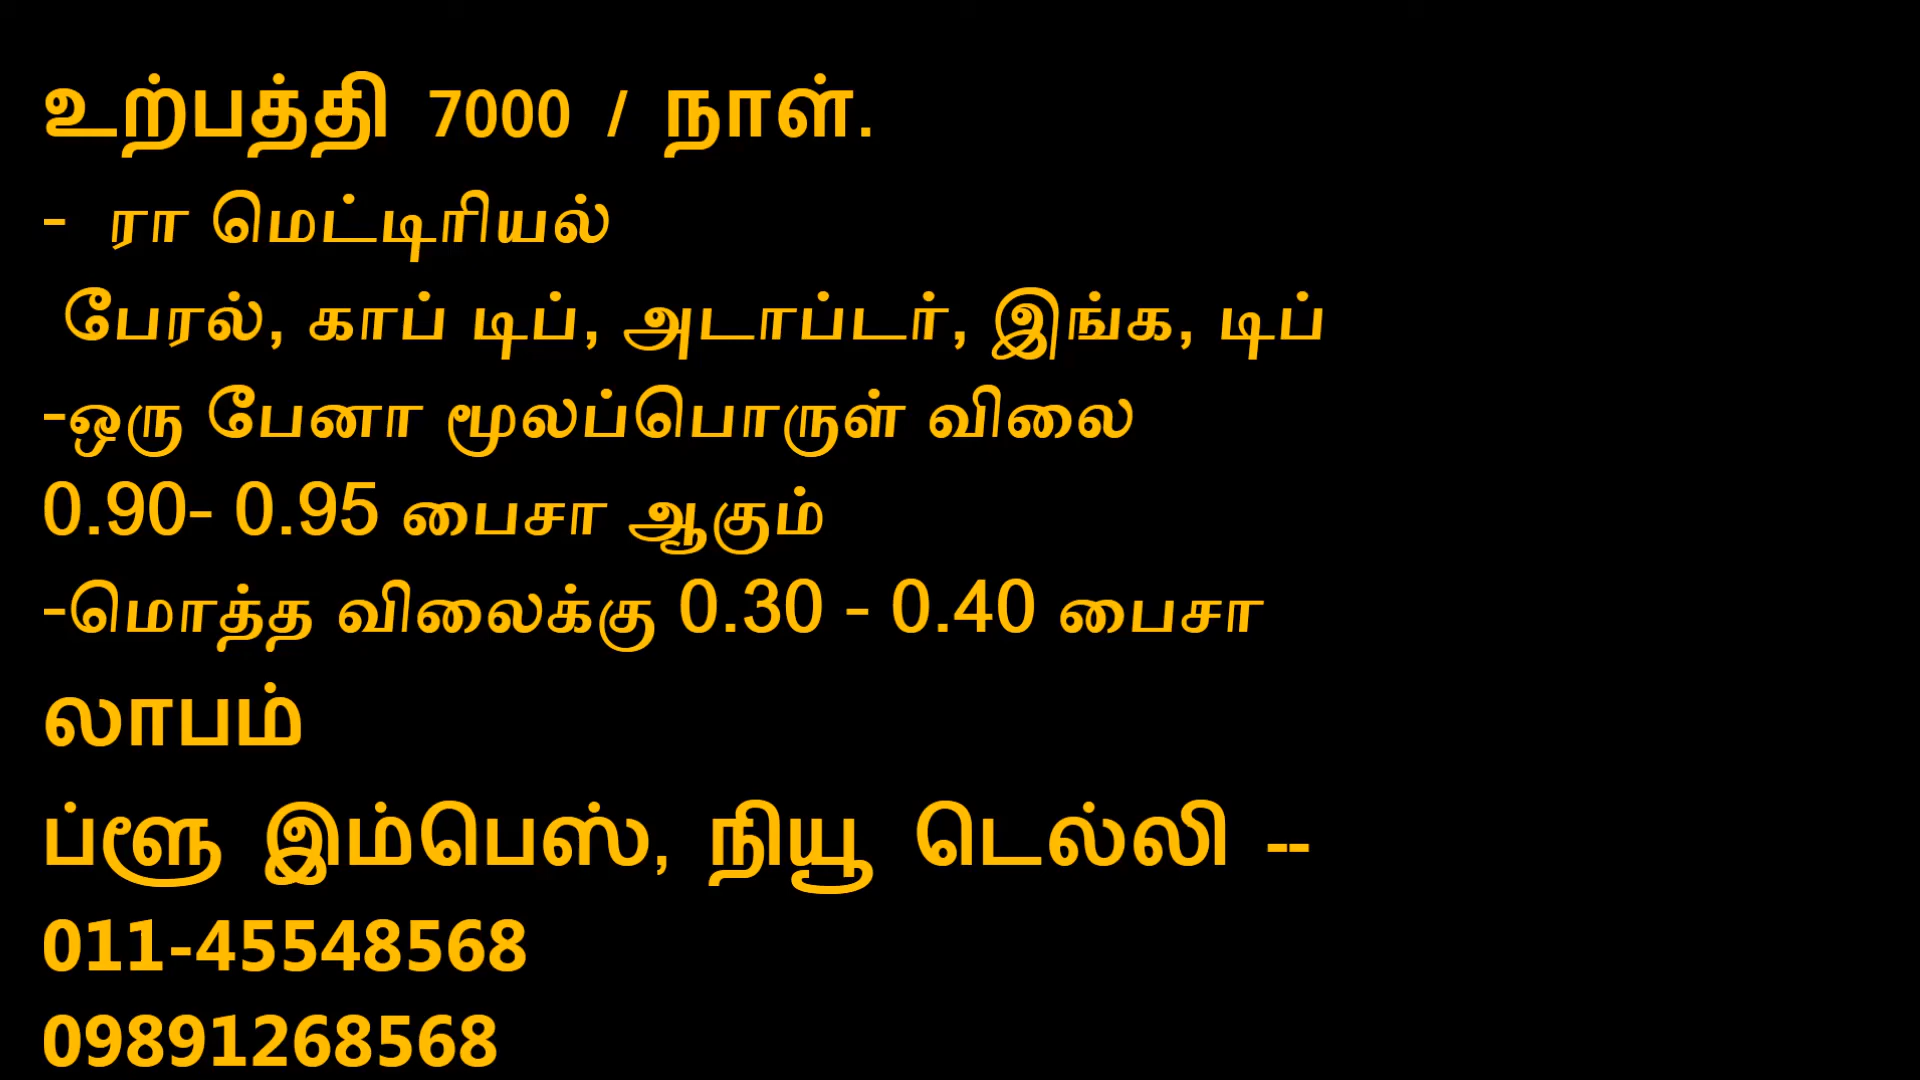 உற்பத்தி 7000 / நாள்.
- ரா மெட்டிரியல்
பேரல், காப் டிப், அடாப்டர், இங்க, டிப்
-ஒரு பேனா மூலப்பொருள் விலை
0.90- 0.95 பைசா ஆகும்
-மொத்த விலைக்கு 0.30 - 0.40 பைசா
லாபம்
ப்ளூ இம்பெஸ், நியூ டெல்லி --
011-45548568
09891268568